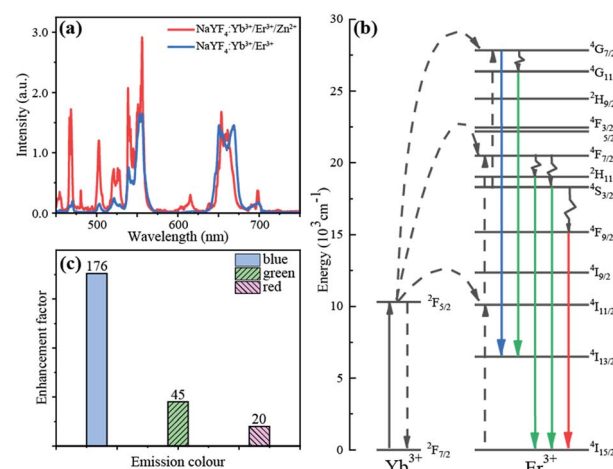 (a)
NaYF₄:Yb³⁺/Er³⁺/Zn²⁺
NaYF₄:Yb³⁺/Er³⁺
Intensity (a.u.)
3.0
2.0
1.0
0.0
500
600
700
Wavelength (nm)
(c)
blue
green
red
176
45
20
Enhancement factor
Emission colour
(b)
Energy (10³ cm⁻¹)
30
25
20
15
10
5
0
²F₅/₂
²F₇/₂
Yb³⁺
⁴G₇/₂
⁴G₁₁
²H₉/₂
⁴F₃/₂
5/2
⁴F₇/₂
²H₁₁
⁴S₃/₂
⁴F₉/₂
⁴I₉/₂
⁴I₁₁/₂
⁴I₁₃/₂
⁴I₁₅/₂
Er³⁺